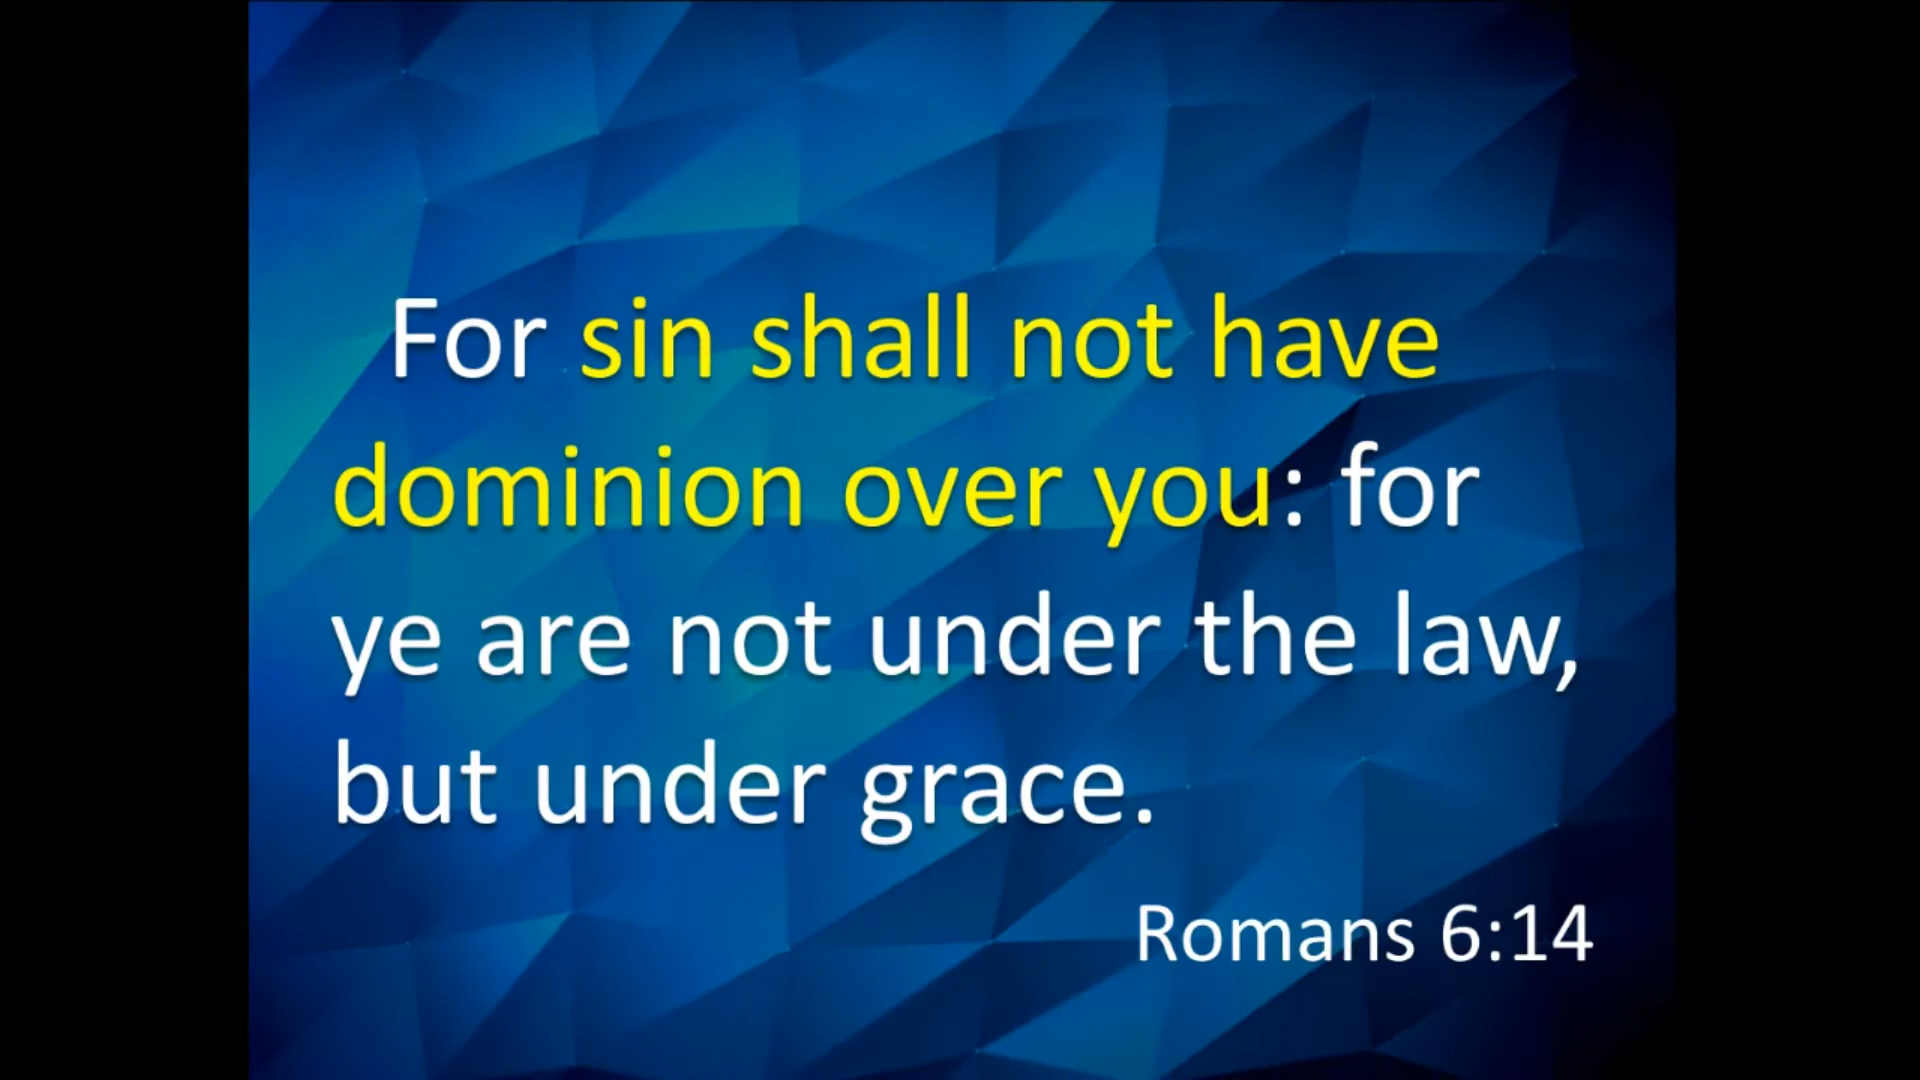 For sin shall not have
dominion over you: for
ye are not under the law,
but under grace.
Romans 6:14